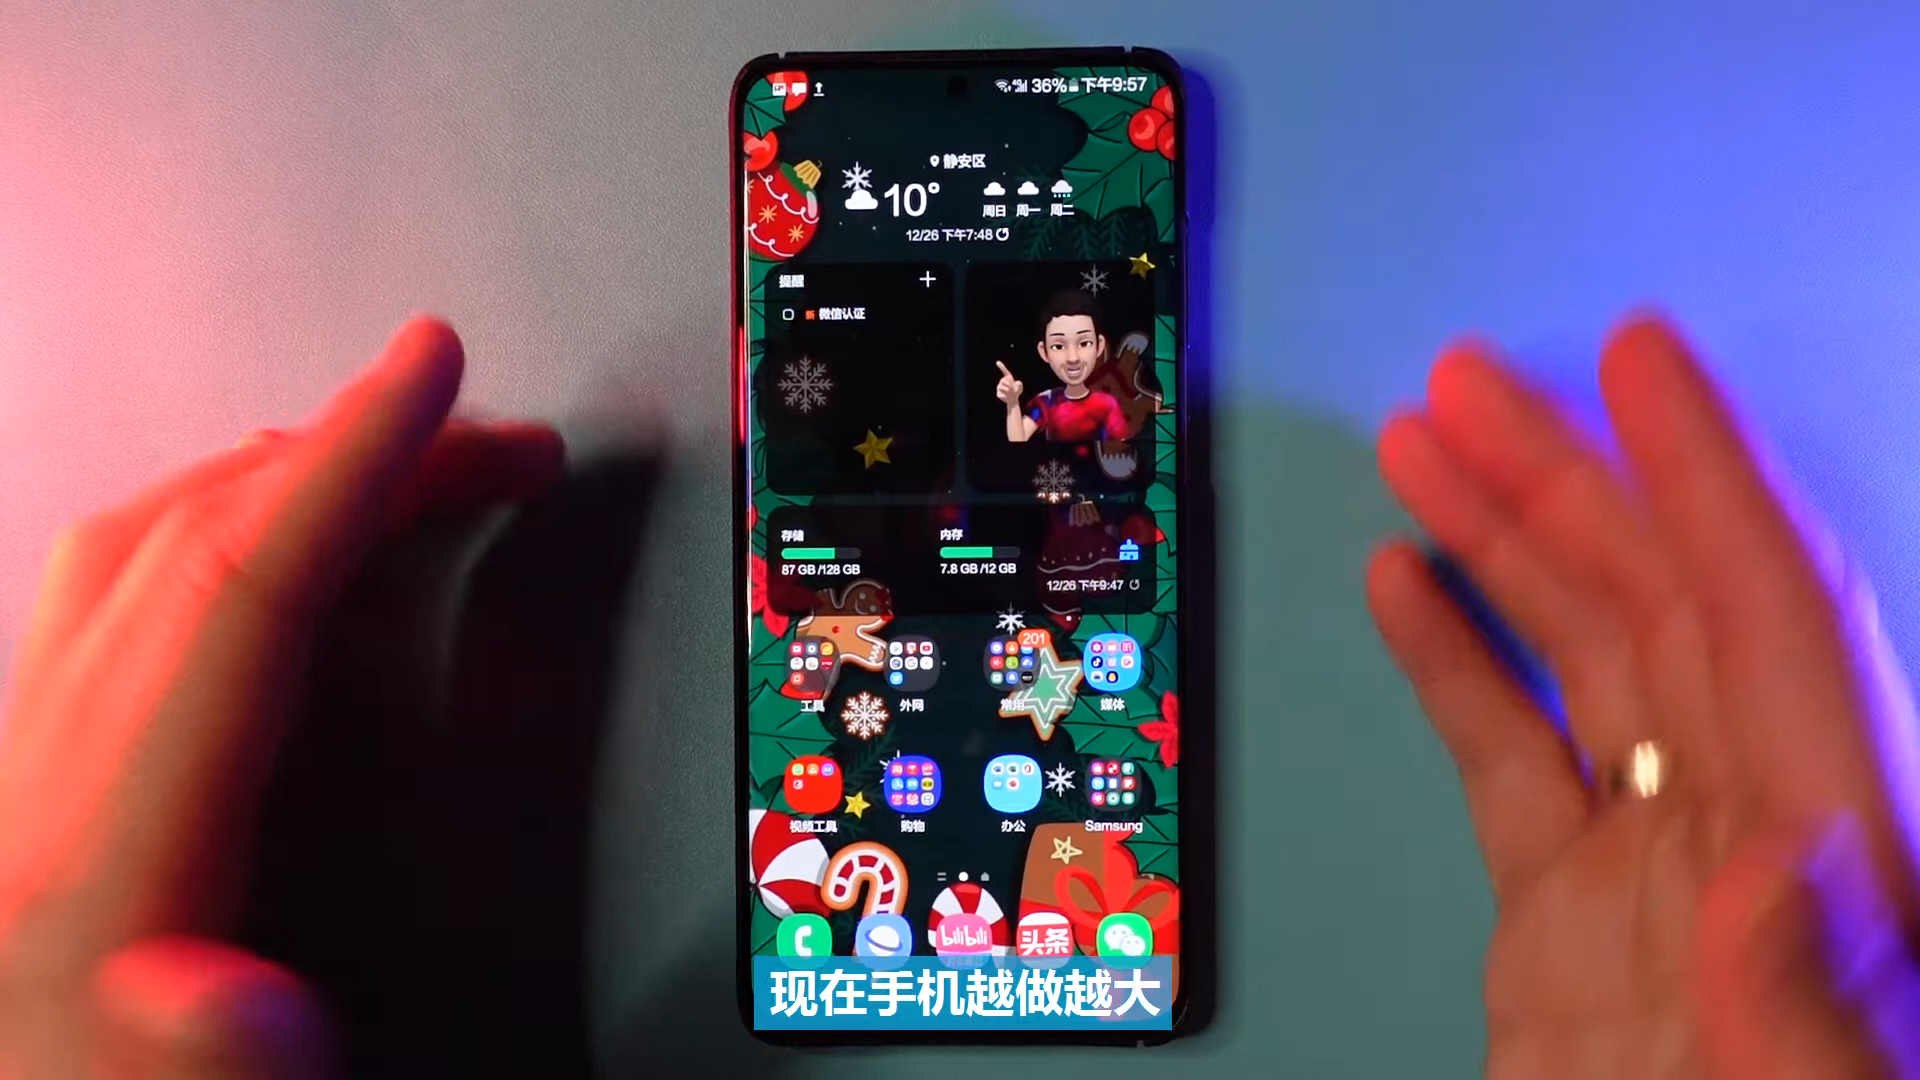 36% 下午9:57
静安区
10°
周日 周一 周二
12/26 下午7:48
提醒
微信认证
存储 内存
87 GB /128 GB 7.8 GB /12 GB
12/26 下午9:47
201
工具 外网 常用 媒体
视频工具 购物 办公 Samsung
bilibili 头条
现在手机越做越大